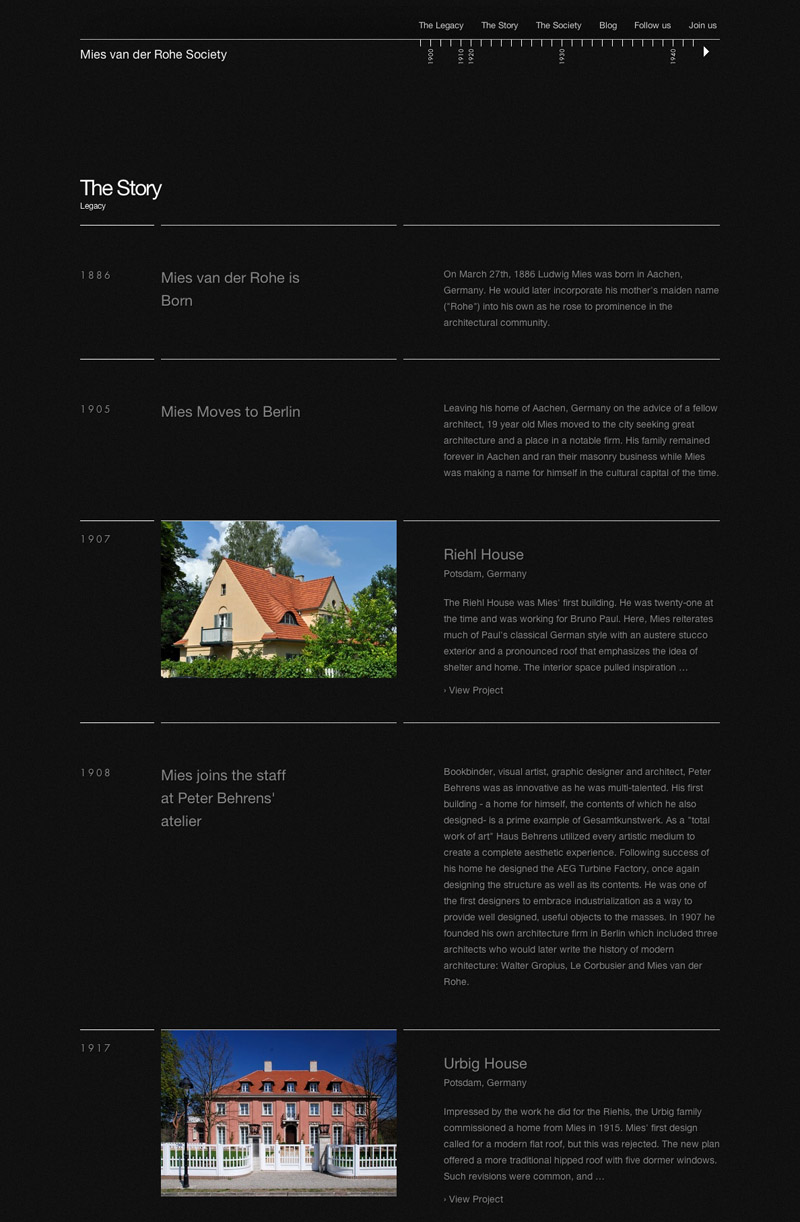 The Legacy The Story The Society Blog Follow us Join us
Mies van der Rohe Society
1900 1910 1920 1930 1940
The Story
Legacy
1886
Mies van der Rohe is
Born
On March 27th, 1886 Ludwig Mies was born in Aachen,
Germany. He would later incorporate his mother's maiden name
("Rohe") into his own as he rose to prominence in the
architectural community.
1905
Mies Moves to Berlin
Leaving his home of Aachen, Germany on the advice of a fellow
architect, 19 year old Mies moved to the city seeking great
architecture and a place in a notable firm. His family remained
forever in Aachen and ran their masonry business while Mies
was making a name for himself in the cultural capital of the time.
1907
Riehl House
Potsdam, Germany
The Riehl House was Mies' first building. He was twenty-one at
the time and was working for Bruno Paul. Here, Mies reiterates
much of Paul's classical German style with an austere stucco
exterior and a pronounced roof that emphasizes the idea of
shelter and home. The interior space pulled inspiration ...
› View Project
1908
Mies joins the staff
at Peter Behrens'
atelier
Bookbinder, visual artist, graphic designer and architect, Peter
Behrens was as innovative as he was multi-talented. His first
building - a home for himself, the contents of which he also
designed- is a prime example of Gesamtkunstwerk. As a "total
work of art" Haus Behrens utilized every artistic medium to
create a complete aesthetic experience. Following success of
his home he designed the AEG Turbine Factory, once again
designing the structure as well as its contents. He was one of
the first designers to embrace industrialization as a way to
provide well designed, useful objects to the masses. In 1907 he
founded his own architecture firm in Berlin which included three
architects who would later write the history of modern
architecture: Walter Gropius, Le Corbusier and Mies van der
Rohe.
1917
Urbig House
Potsdam, Germany
Impressed by the work he did for the Riehls, the Urbig family
commissioned a home from Mies in 1915. Mies' first design
called for a modern flat roof, but this was rejected. The new plan
offered a more traditional hipped roof with five dormer windows.
Such revisions were common, and ...
› View Project